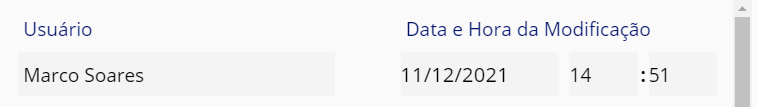 Usuário Data e Hora da Modificação
Marco Soares 11/12/2021 14 : 51